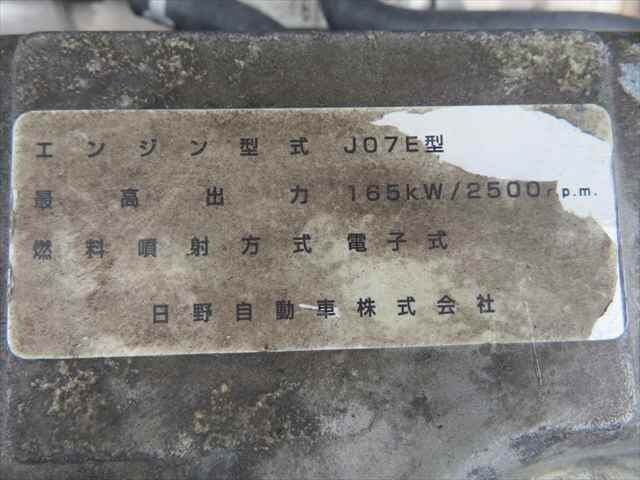 エンジン型式 J07E型
最高出力 165kW/2500r.p.m.
燃料噴射方式 電子式
日野自動車株式会社